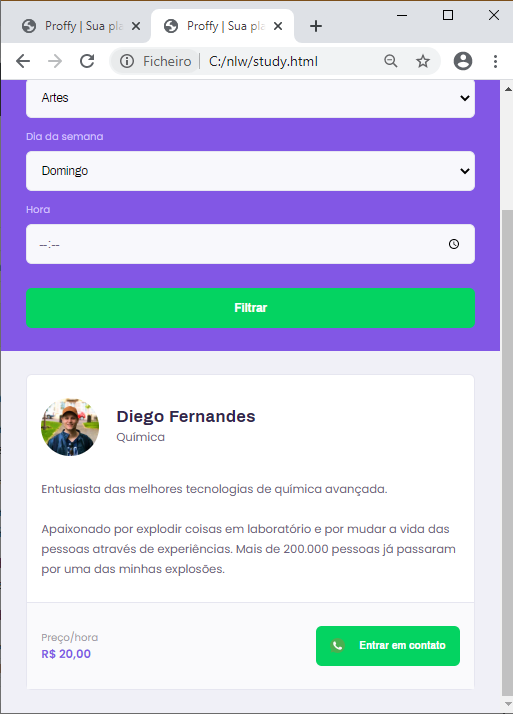 Proffy | Sua pla
Proffy | Sua pla
Ficheiro | C:/nlw/study.html
Artes
Dia da semana
Domingo
Hora
--:--
Filtrar
Diego Fernandes
Química
Entusiasta das melhores tecnologias de química avançada.
Apaixonado por explodir coisas em laboratório e por mudar a vida das
pessoas através de experiências. Mais de 200.000 pessoas já passaram
por uma das minhas explosões.
Preço/hora
R$ 20,00
Entrar em contato